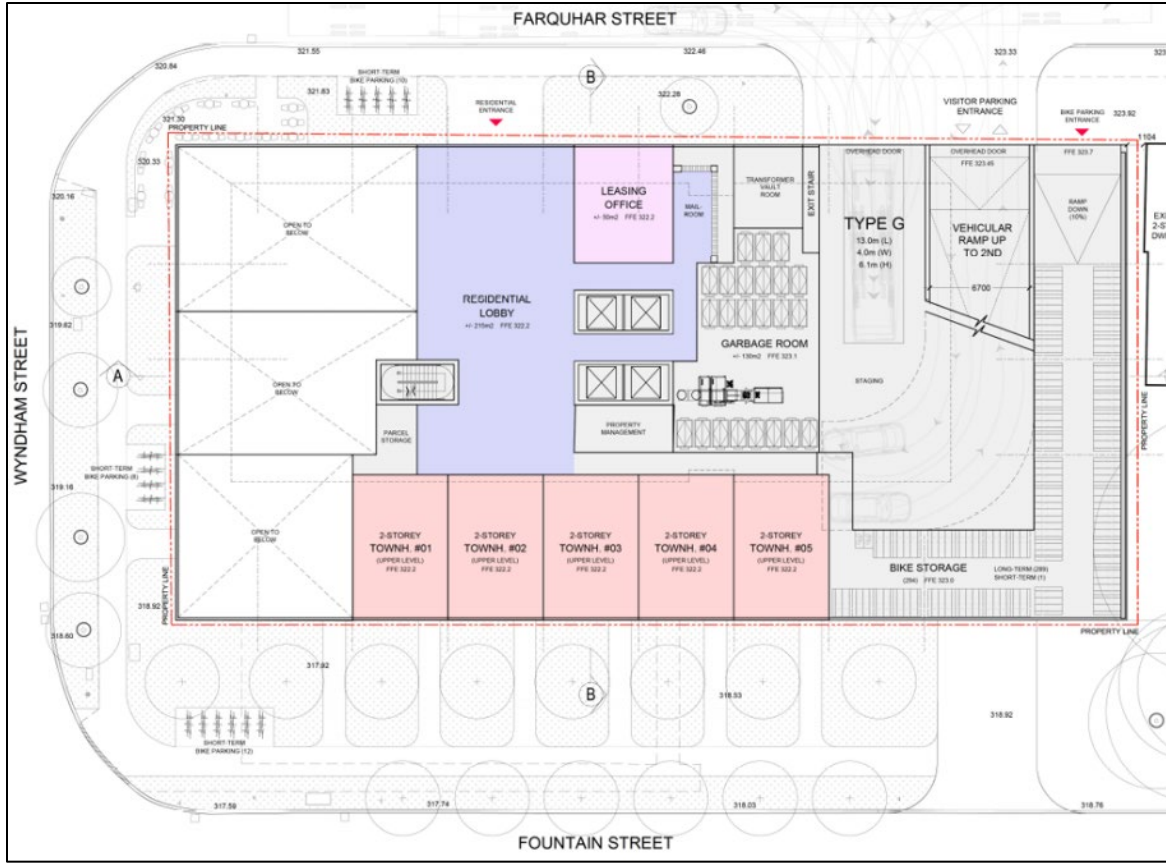 FARQUHAR STREET
321.55
322.46
323.33
323
320.84
SHORT-TERM
BIKE PARKING (10)
B
321.83
322.28
RESIDENTIAL
ENTRANCE
VISITOR PARKING
ENTRANCE
BIKE PARKING
ENTRANCE
323.92
321.30
PROPERTY LINE
1104
320.33
OVERHEAD DOOR
OVERHEAD DOOR
FFE 323.45
FFE 323.7
320.16
OPEN TO
BELOW
LEASING
OFFICE
+/- 50m2 FFE 322.2
MAIL-
ROOM
TRANSFORMER
VAULT
ROOM
EXIT STAIR
TYPE G
13.0m (L)
4.0m (W)
6.1m (H)
VEHICULAR
RAMP UP
TO 2ND
6700
RAMP
DOWN
(10%)
EXI
2-ST
DW
RESIDENTIAL
LOBBY
+/- 215m2 FFE 322.2
319.62
GARBAGE ROOM
+/- 130m2 FFE 323.1
WYNDHAM STREET
A
OPEN TO
BELOW
STAGING
PARCEL
STORAGE
PROPERTY
MANAGEMENT
PROPERTY LINE
SHORT-TERM
BIKE PARKING (8)
319.16
OPEN TO
BELOW
2-STOREY
TOWNH. #01
(UPPER LEVEL)
FFE 322.2
2-STOREY
TOWNH. #02
(UPPER LEVEL)
FFE 322.2
2-STOREY
TOWNH. #03
(UPPER LEVEL)
FFE 322.2
2-STOREY
TOWNH. #04
(UPPER LEVEL)
FFE 322.2
2-STOREY
TOWNH. #05
(UPPER LEVEL)
FFE 322.2
BIKE STORAGE
LONG-TERM (289)
SHORT-TERM (1)
PROPERTY LINE
318.92
318.60
PROPERTY LINE
317.92
B
318.53
318.92
SHORT-TERM
BIKE PARKING (12)
317.59
317.74
318.03
318.76
FOUNTAIN STREET